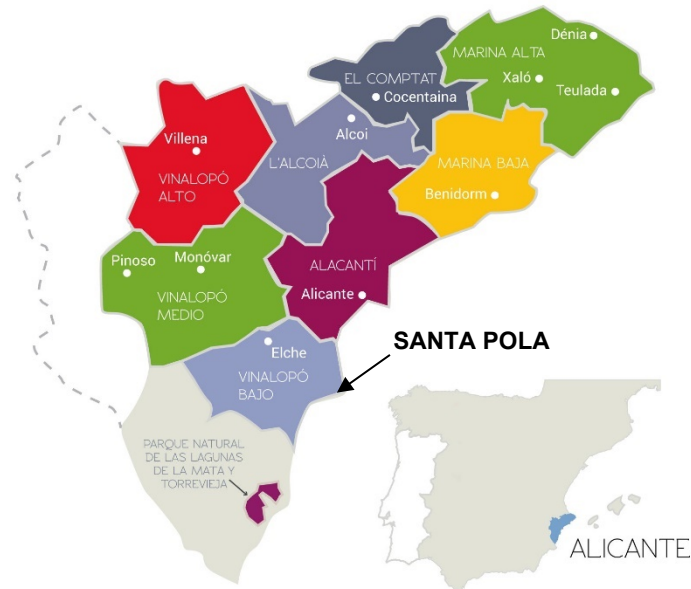 Dénia
MARINA ALTA
Xaló
Teulada
EL COMPTAT
Cocentaina
Alcoi
L'ALCOIÀ
Villena
VINALOPÓ
ALTO
MARINA BAJA
Benidorm
Pinoso
Monóvar
VINALOPÓ
MEDIO
ALACANTÍ
Alicante
SANTA POLA
Elche
VINALOPÓ
BAJO
PARQUE NATURAL
DE LAS LAGUNAS
DE LA MATA Y
TORREVIEJA
ALICANTE